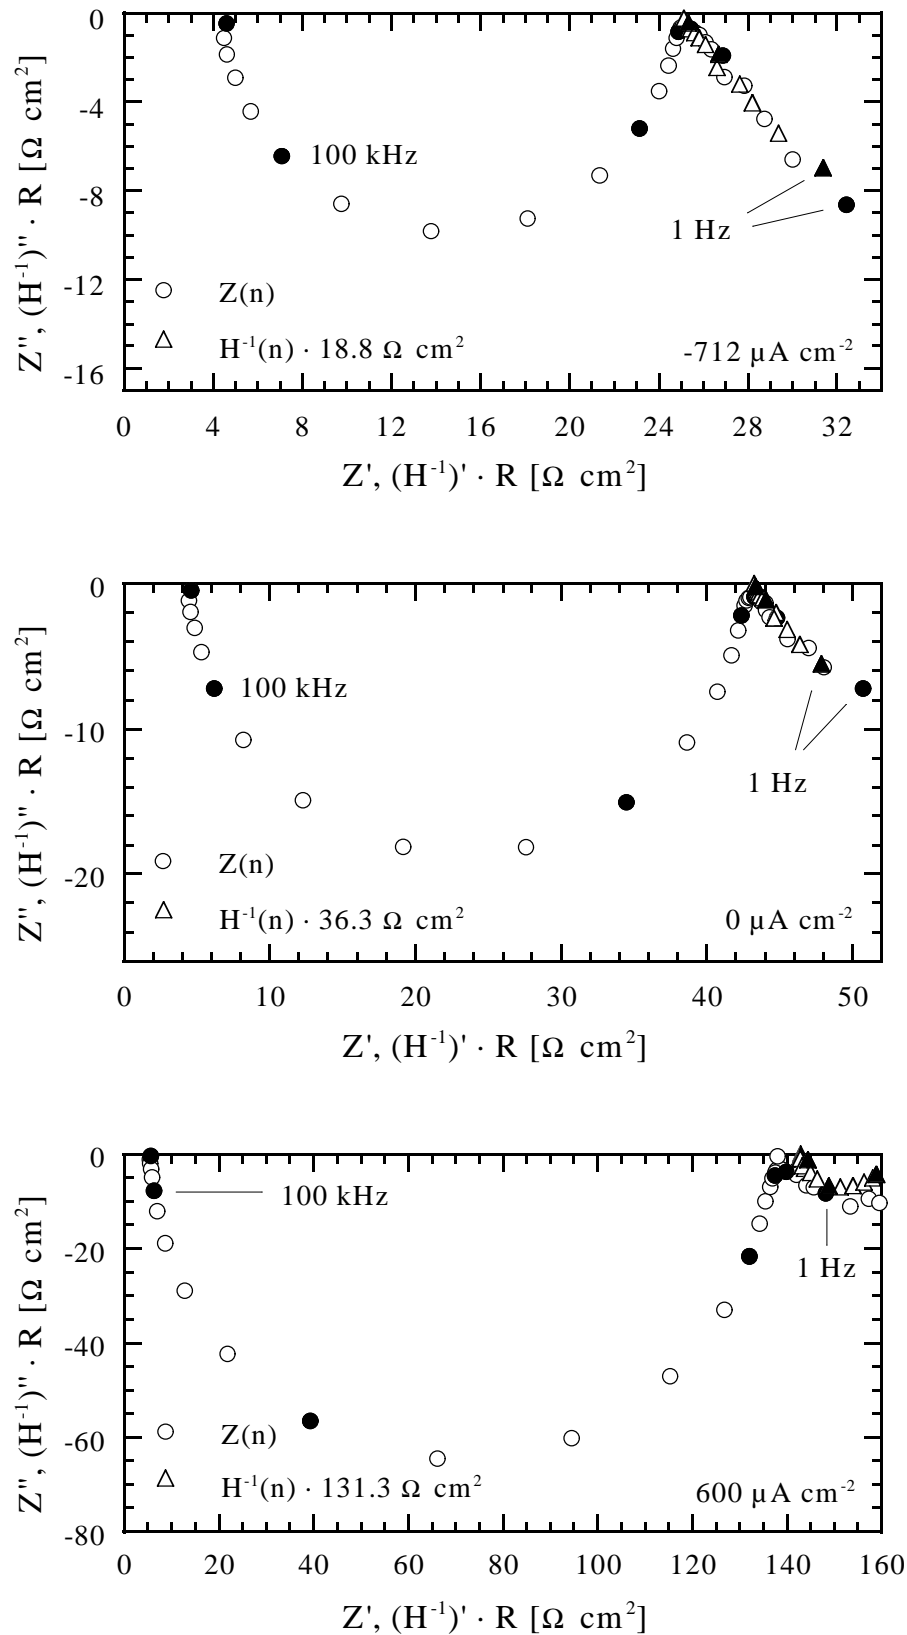 0
-4
-8
-12
-16
Z'', (H⁻¹)'' · R [Ω cm²]
100 kHz
1 Hz
Z(n)
H⁻¹(n) · 18.8 Ω cm²
-712 µA cm⁻²
0 4 8 12 16 20 24 28 32
Z', (H⁻¹)' · R [Ω cm²]
0
-10
-20
Z'', (H⁻¹)'' · R [Ω cm²]
100 kHz
1 Hz
Z(n)
H⁻¹(n) · 36.3 Ω cm²
0 µA cm⁻²
0 10 20 30 40 50
Z', (H⁻¹)' · R [Ω cm²]
0
-20
-40
-60
-80
Z'', (H⁻¹)'' · R [Ω cm²]
100 kHz
1 Hz
Z(n)
H⁻¹(n) · 131.3 Ω cm²
600 µA cm⁻²
0 20 40 60 80 100 120 140 160
Z', (H⁻¹)' · R [Ω cm²]